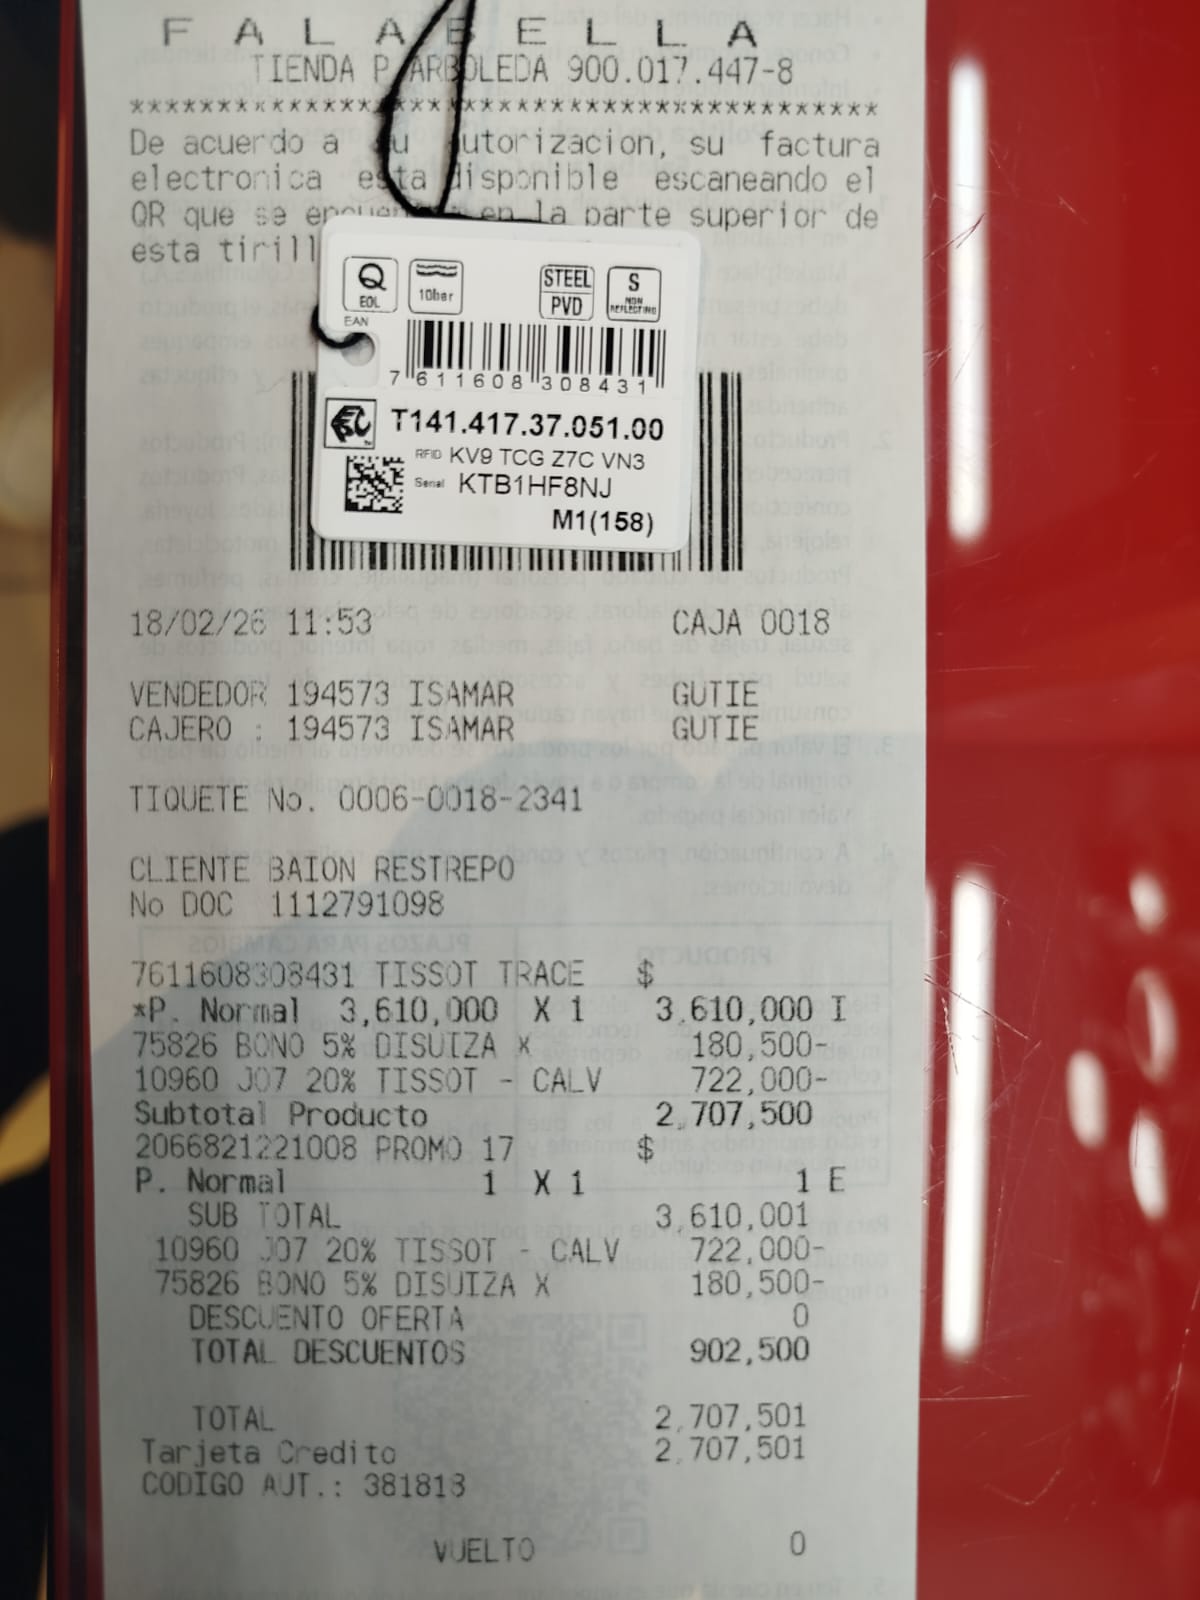 F A L A B E L L A
TIENDA P ARBOLEDA 900.017.447-8
****************************************
De acuerdo a su autorizacion, su factura
electronica esta disponible escaneando el
QR que se encuentra en la parte superior de
esta tirill
Q
EOL
10bar
STEEL
PVD
S
NON
REFLECTING
EAN
7 611608 308431
T141.417.37.051.00
RFID KV9 TCG Z7C VN3
Serial KTB1HF8NJ
M1(158)
18/02/26 11:53 CAJA 0018
VENDEDOR 194573 ISAMAR GUTIE
CAJERO : 194573 ISAMAR GUTIE
TIQUETE No. 0006-0018-2341
CLIENTE BAION RESTREPO
No DOC 1112791098
7611608308431 TISSOT TRACE $
*P. Normal 3,610,000 X 1 3,610,000 I
75826 BONO 5% DISUIZA X 180,500-
10960 J07 20% TISSOT - CALV 722,000-
Subtotal Producto 2,707,500
2066821221008 PROMO 17 $
P. Normal 1 X 1 1 E
SUB TOTAL 3,610,001
10960 J07 20% TISSOT - CALV 722,000-
75826 BONO 5% DISUIZA X 180,500-
DESCUENTO OFERTA 0
TOTAL DESCUENTOS 902,500
TOTAL 2,707,501
Tarjeta Credito 2,707,501
CODIGO AUT.: 381813
VUELTO 0